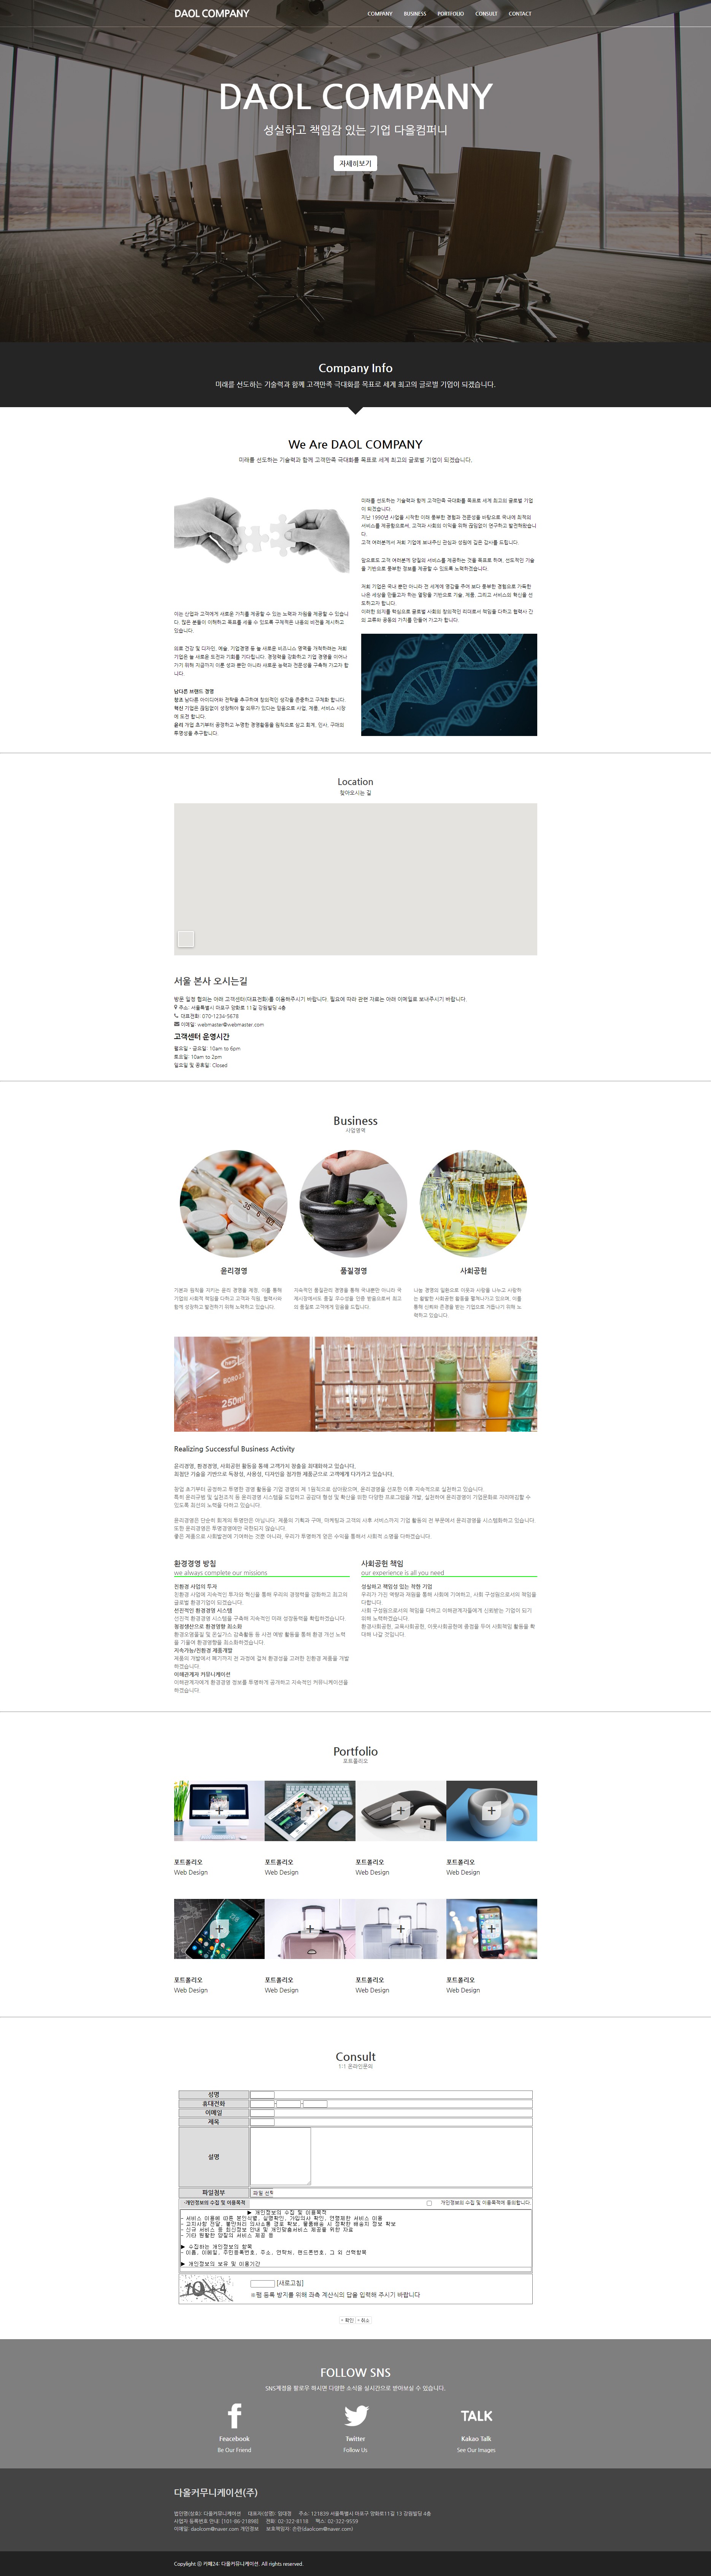 DAOL COMPANY
COMPANY BUSINESS PORTFOLIO CONSULT CONTACT
DAOL COMPANY
성실하고 책임감 있는 기업 다올컴퍼니
자세히보기
Company Info
미래를 선도하는 기술력과 함께 고객만족 극대화를 목표로 세계 최고의 글로벌 기업이 되겠습니다.
We Are DAOL COMPANY
미래를 선도하는 기술력과 함께 고객만족 극대화를 목표로 세계 최고의 글로벌 기업이 되겠습니다.
미래를 선도하는 기술력과 함께 고객만족 극대화를 목표로 세계 최고의 글로벌 기업
이 되겠습니다.
지난 1990년 사업을 시작한 이래 풍부한 경험과 전문성을 바탕으로 국내에 최적의
서비스를 제공함으로써, 고객과 사회의 이익을 위해 끊임없이 연구하고 발전해왔습니
다.
고객 여러분께서 저희 기업에 보내주신 관심과 성원에 깊은 감사를 드립니다.
앞으로도 고객 여러분께 양질의 서비스를 제공하는 것을 목표로 하며, 선도적인 기술
을 기반으로 풍부한 정보를 제공할 수 있도록 노력하겠습니다.
저희 기업은 국내 뿐만 아니라 전 세계에 영감을 주며 보다 풍부한 경험으로 가득한
나은 세상을 만들고자 하는 열망을 기반으로 기술, 제품, 그리고 서비스의 혁신을 선
도하고자 합니다.
이러한 의지를 핵심으로 글로벌 사회의 창의적인 리더로서 책임을 다하고 협력사 간
의 교류와 공동의 가치를 만들어 가고자 합니다.
이는 산업과 고객에게 새로운 가치를 제공할 수 있는 노력과 자원을 제공할 수 있습니
다. 많은 분들이 이해하고 목표를 세울 수 있도록 구체적은 내용의 비전을 제시하고
있습니다.
의료 건강 및 디자인, 예술, 기업경영 등 늘 새로운 비즈니스 영역을 개척하려는 저희
기업은 늘 새로운 도전과 기회를 기다립니다. 경쟁력을 강화하고 기업 경영을 이어나
가기 위해 지금까지 이룬 성과 뿐만 아니라 새로운 능력과 전문성을 구축해 가고자 합
니다.
남다른 브랜드 경영
창조 남다른 아이디어와 전략을 추구하며 창의적인 생각을 존중하고 구체화 합니다.
혁신 기업은 끊임없이 성장해야 할 의무가 있다는 믿음으로 사업, 제품, 서비스 시장
에 도전 합니다.
윤리 개업 초기부터 공정하고 투명한 경영활동을 원칙으로 삼고 회계, 인사, 구매의
투명성을 추구합니다.
Location
찾아오시는 길
서울 본사 오시는길
방문 일정 협의는 아래 고객센터(대표전화)를 이용해주시기 바랍니다. 필요에 따라 관련 자료는 아래 이메일로 보내주시기 바랍니다.
주소: 서울특별시 마포구 양화로 11길 강원빌딩 4층
대표전화: 070-1234-5678
이메일: webmaster@webmaster.com
고객센터 운영시간
월요일 - 금요일: 10am to 6pm
토요일: 10am to 2pm
일요일 및 공휴일: Closed
Business
사업영역
윤리경영 품질경영 사회공헌
기본과 원칙을 지키는 윤리 경영을 제정, 이를 통해
기업의 사회적 책임을 다하고 고객과 직원, 협력사와
함께 성장하고 발전하기 위해 노력하고 있습니다.
지속적인 품질관리 경영을 통해 국내뿐만 아니라 국
제시장에서도 품질 우수성을 인증 받음으로써 최고
의 품질로 고객에게 믿음을 드립니다.
나눔 경영의 일환으로 이웃과 사랑을 나누고 사랑하
는 활발한 사회공헌 활동을 펼쳐나가고 있으며, 이를
통해 신뢰와 존경을 받는 기업으로 거듭나기 위해 노
력하고 있습니다.
250ml
Realizing Successful Business Activity
윤리경영, 환경경영, 사회공헌 활동을 통해 고객가치 창출을 최대화하고 있습니다.
최첨단 기술을 기반으로 독창성, 사용성, 디자인을 첨가한 제품군으로 고객에게 다가가고 있습니다.
창업 초기부터 공정하고 투명한 경영 활동을 기업 경영의 제 1원칙으로 삼아왔으며, 윤리경영을 선포한 이후 지속적으로 실천하고 있습니다.
특히 윤리규범 및 실천조직 등 윤리경영 시스템을 도입하고 공감대 형성 및 확산을 위한 다양한 프로그램을 개발, 실천하여 윤리경영이 기업문화로 자리매김할 수
있도록 최선의 노력을 다하고 있습니다.
윤리경영은 단순히 회계의 투명만은 아닙니다. 제품의 기획과 구매, 마케팅과 고객의 사후 서비스까지 기업 활동의 전 부문에서 윤리경영을 시스템화하고 있습니다.
또한 윤리경영은 투명경영에만 국한되지 않습니다.
좋은 제품으로 사회발전에 기여하는 것뿐 아니라, 우리가 투명하게 얻은 수익을 통해서 사회적 소명을 다하겠습니다.
환경경영 방침
we always complete our missions
친환경 사업의 투자
친환경 사업에 지속적인 투자와 혁신을 통해 우리의 경쟁력을 강화하고 최고의
글로벌 환경기업이 되겠습니다.
선진적인 환경경영 시스템
선진적 환경경영 시스템을 구축해 지속적인 미래 성장동력을 확립하겠습니다.
청정생산으로 환경영향 최소화
환경오염물질 및 온실가스 감축활동 등 사전 예방 활동을 통해 환경 개선 노력
을 기울여 환경영향을 최소화하겠습니다.
지속가능/친환경 제품개발
제품의 개발에서 폐기까지 전 과정에 걸쳐 환경성을 고려한 친환경 제품을 개발
하겠습니다.
이해관계자 커뮤니케이션
이해관계자에게 환경경영 정보를 투명하게 공개하고 지속적인 커뮤니케이션을
하겠습니다.
사회공헌 책임
our experience is all you need
성실하고 책임성 있는 착한 기업
우리가 가진 역량과 자원을 통해 사회에 기여하고, 사회 구성원으로서의 책임을
다합니다.
사회 구성원으로서의 책임을 다하고 이해관계자들에게 신뢰받는 기업이 되기
위해 노력하겠습니다.
환경사회공헌, 교육사회공헌, 이웃사회공헌에 중점을 두어 사회책임 활동을 확
대해 나갈 것입니다.
Portfolio
포트폴리오
포트폴리오 포트폴리오 포트폴리오 포트폴리오
Web Design Web Design Web Design Web Design
포트폴리오 포트폴리오 포트폴리오 포트폴리오
Web Design Web Design Web Design Web Design
Consult
1:1 온라인문의
성명
휴대전화 - -
이메일
제목
설명
파일첨부 파일 선택
·개인정보의 수집 및 이용목적 개인정보의 수집 및 이용목적에 동의합니다.
▶ 개인정보의 수집 및 이용목적
- 서비스 이용에 따른 본인식별, 실명확인, 가입의사 확인, 연령제한 서비스 이용
- 고지사항 전달, 불만처리 의사소통 경로 확보, 물품배송 시 정확한 배송지 정보 확보
- 신규 서비스 등 최신정보 안내 및 개인맞춤서비스 제공을 위한 자료
- 기타 원활한 양질의 서비스 제공 등
▶ 수집하는 개인정보의 항목
- 이름, 이메일, 주민등록번호, 주소, 연락처, 핸드폰번호, 그 외 선택항목
▶ 개인정보의 보유 및 이용기간
10+4
[새로고침]
※웹 등록 방지를 위해 좌측 계산식의 답을 입력해 주시기 바랍니다
확인 취소
FOLLOW SNS
SNS계정을 팔로우 하시면 다양한 소식을 실시간으로 받아보실 수 있습니다.
TALK
Feacebook Twitter Kakao Talk
Be Our Friend Follow Us See Our Images
다올커무니케이션(주)
법인명(상호): 다올커무니케이션 대표자(성명): 임대경 주소: 121839 서울특별시 마포구 양화로11길 13 강원빌딩 4층
사업자 등록번호 안내: [101-86-21898] 전화: 02-322-8118 팩스: 02-322-9559
이메일: daolcom@naver.com 개인정보 보호책임자: 손란(daolcom@naver.com)
Copylight ⓒ 카페24: 다올커뮤니케이션. All rights reserved.